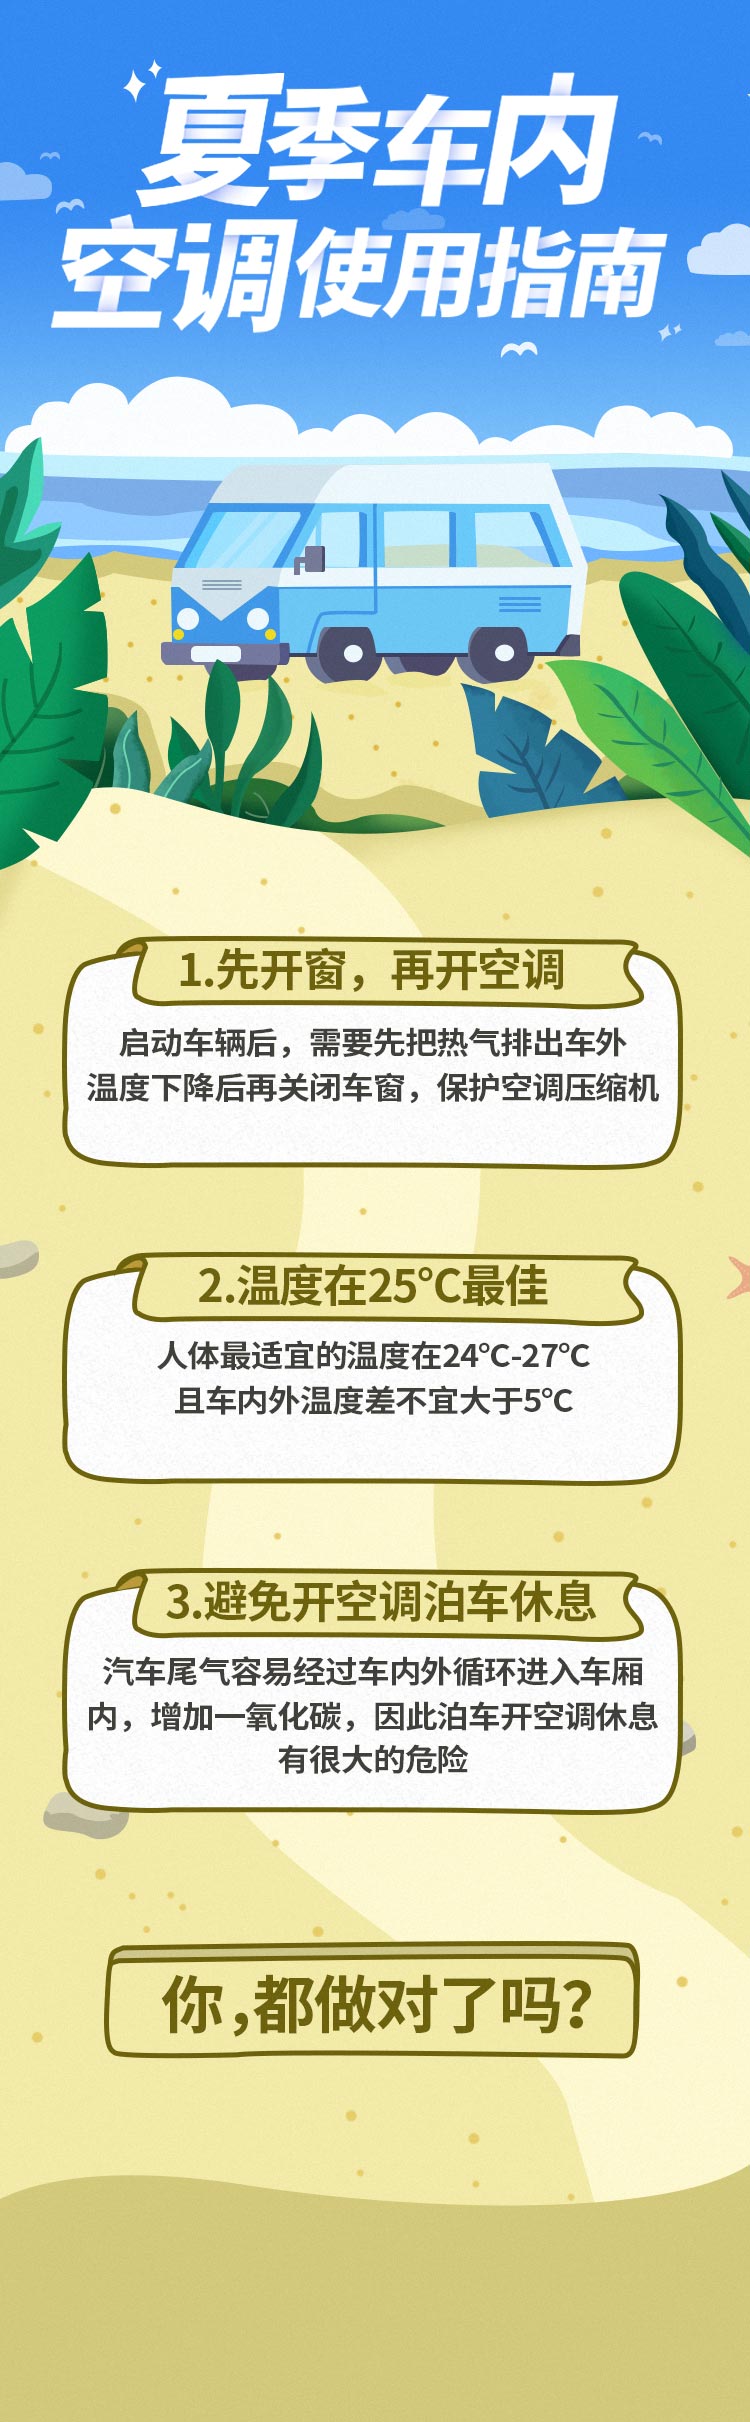 夏季车内
空调使用指南
1.先开窗，再开空调
启动车辆后，需要先把热气排出车外
温度下降后再关闭车窗，保护空调压缩机
2.温度在25℃最佳
人体最适宜的温度在24℃-27℃
且车内外温度差不宜大于5℃
3.避免开空调泊车休息
汽车尾气容易经过车内外循环进入车厢
内，增加一氧化碳，因此泊车开空调休息
有很大的危险
你,都做对了吗?